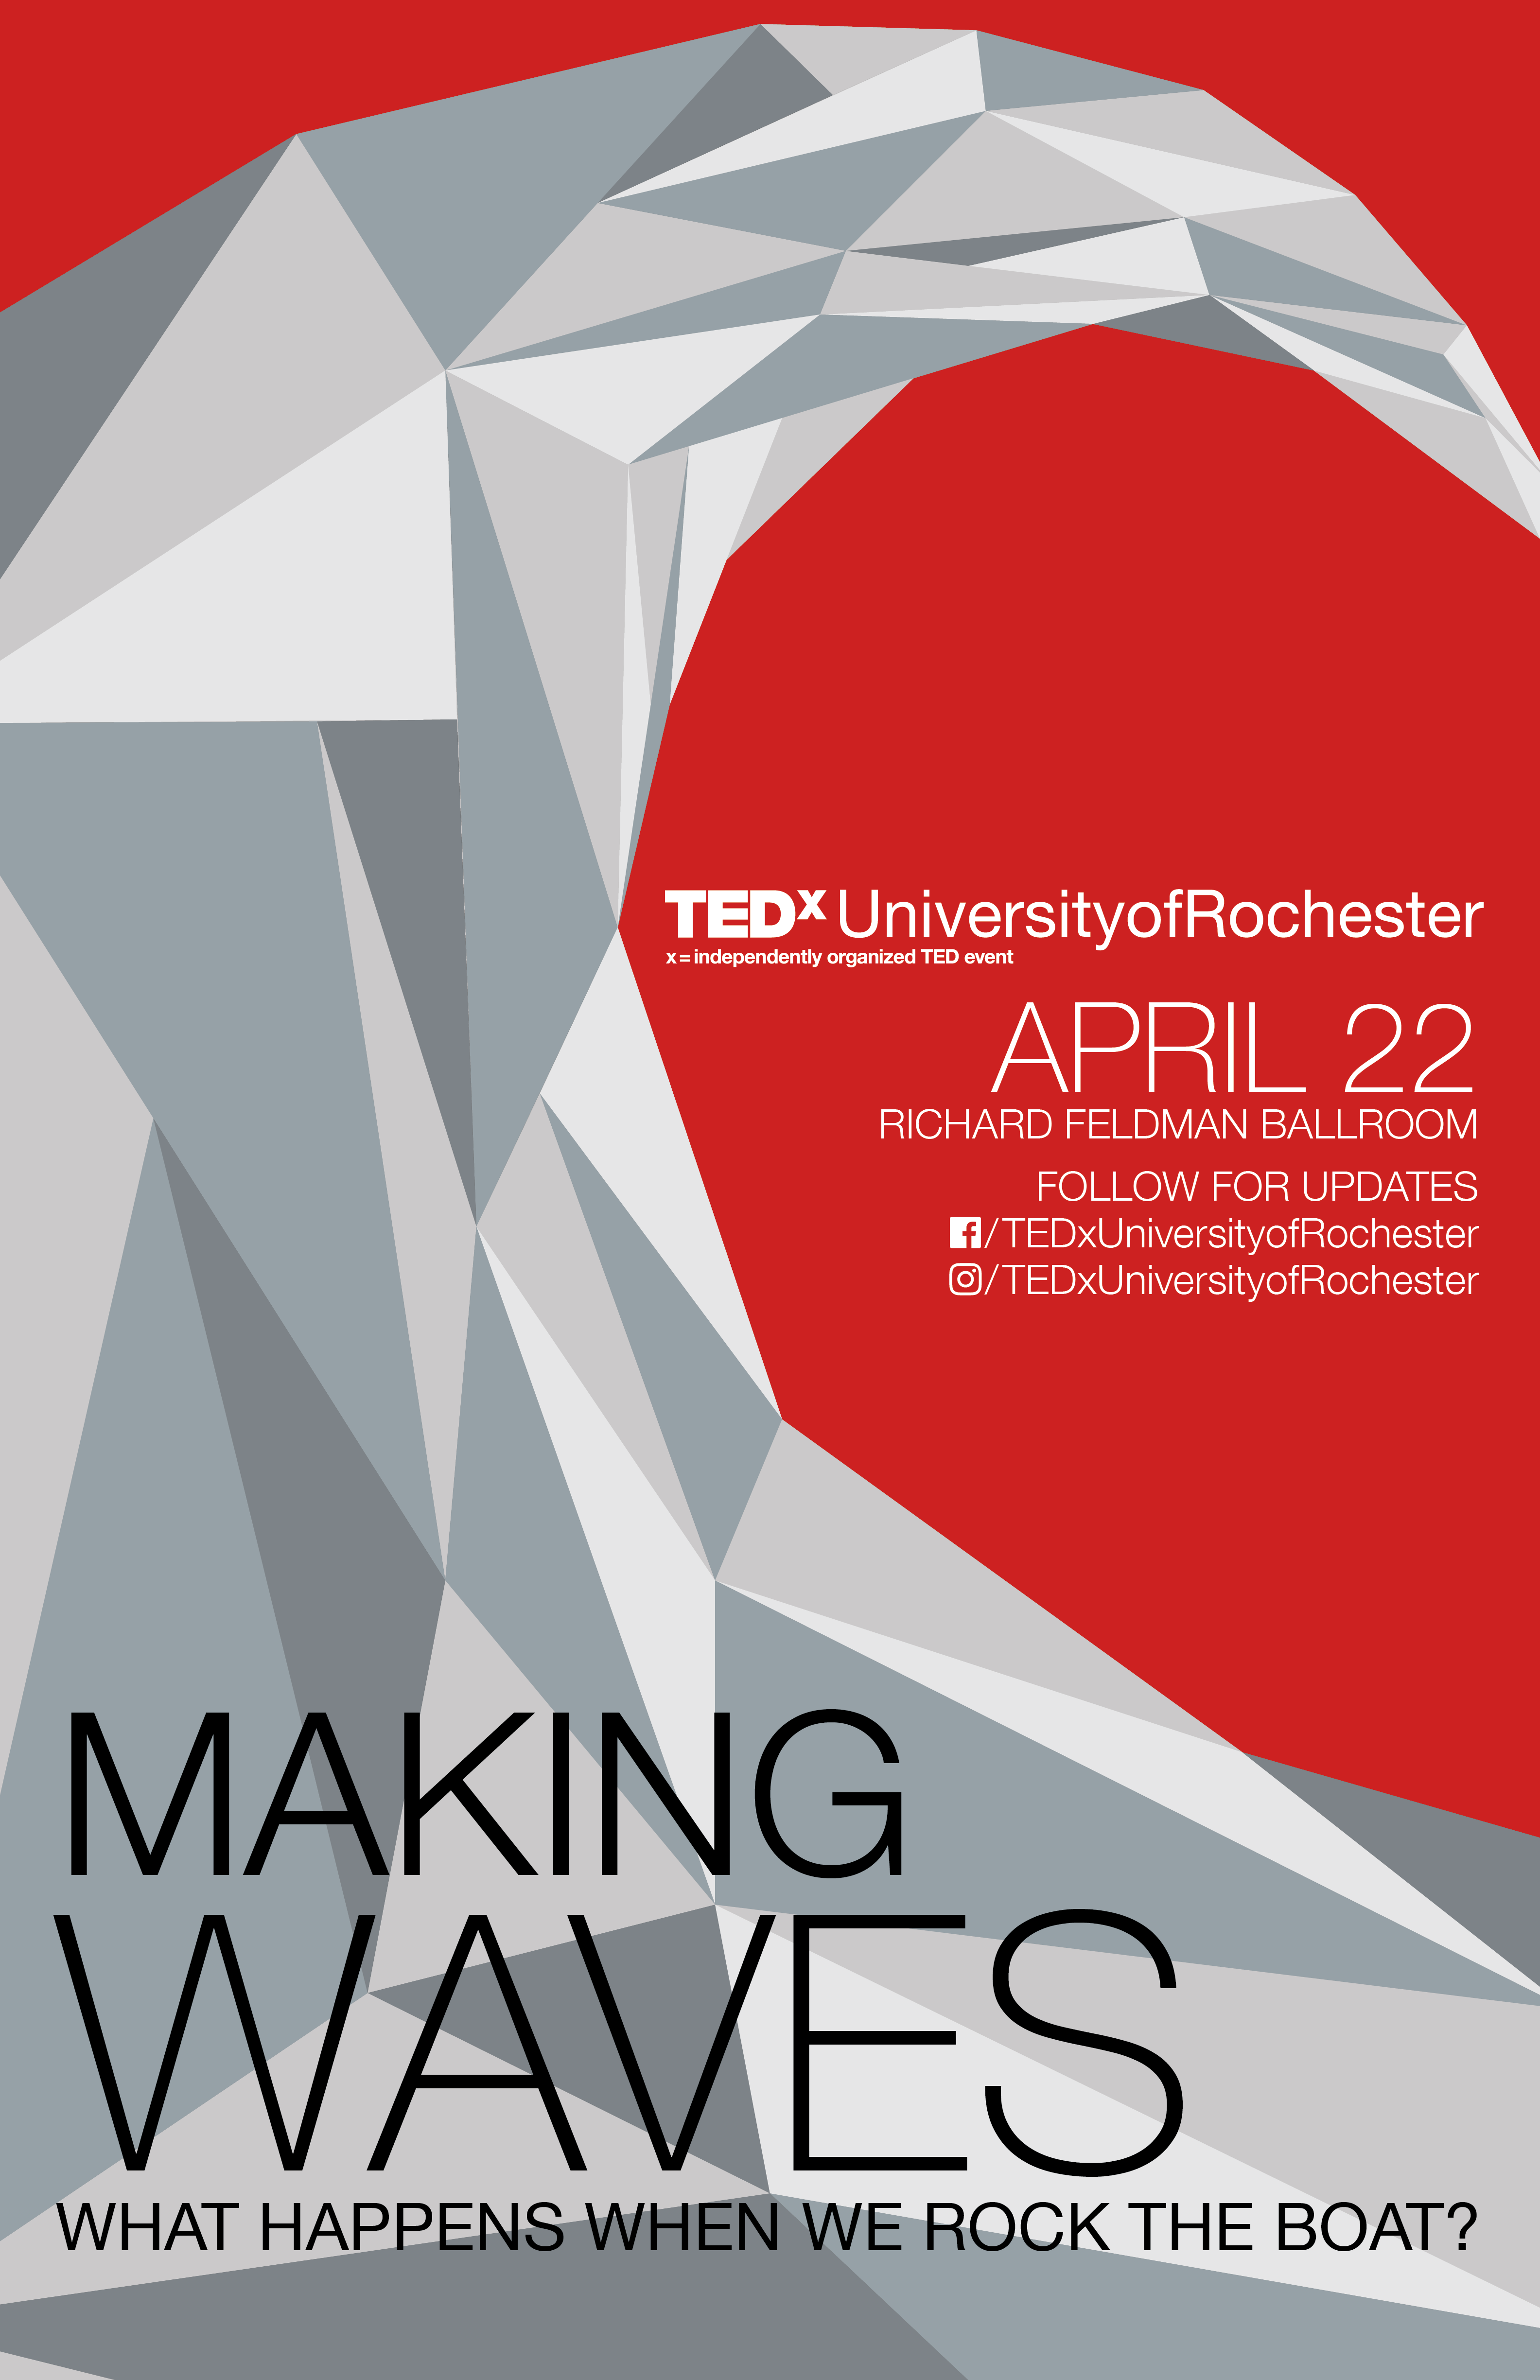 TEDx UniversityofRochester
x = independently organized TED event
APRIL 22
RICHARD FELDMAN BALLROOM
FOLLOW FOR UPDATES
/TEDxUniversityofRochester
/TEDxUniversityofRochester
MAKING
WAVES
WHAT HAPPENS WHEN WE ROCK THE BOAT?